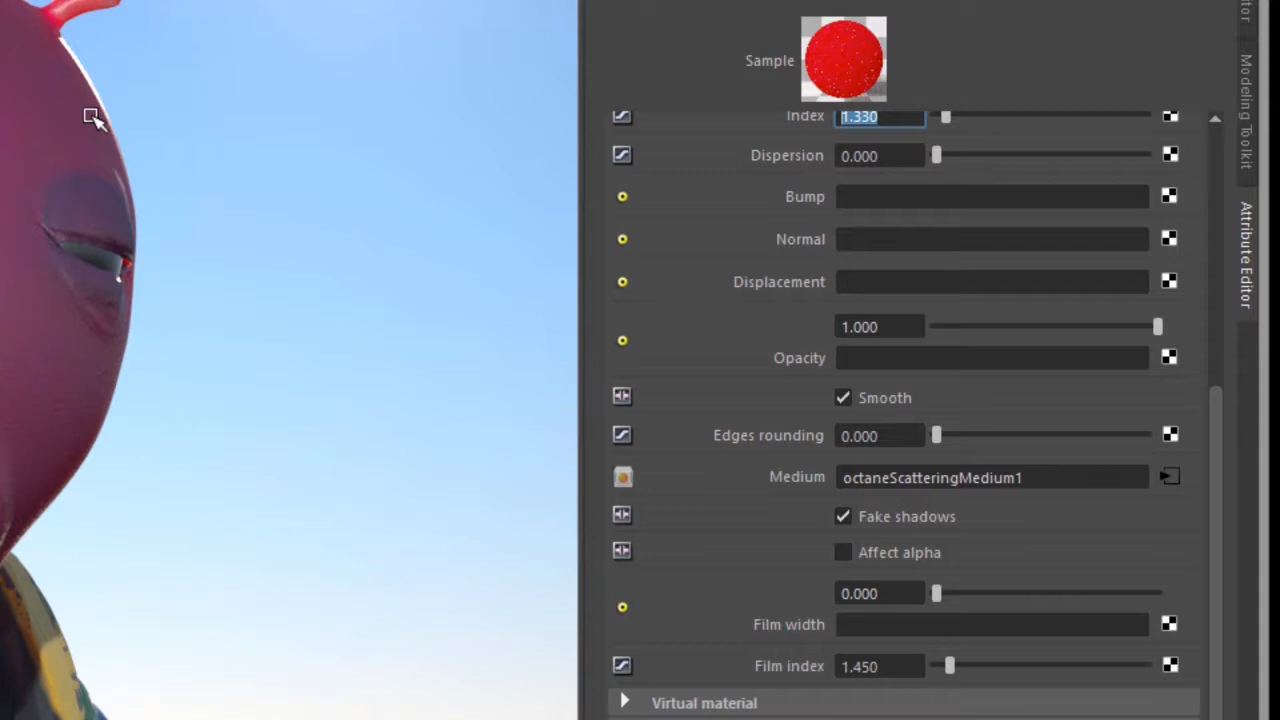 Sample
Index 1.330
Dispersion 0.000
Bump
Normal
Displacement
1.000
Opacity
Smooth
Edges rounding 0.000
Medium octaneScatteringMedium1
Fake shadows
Affect alpha
0.000
Film width
Film index 1.450
Virtual material
Modeling Toolkit
Attribute Editor